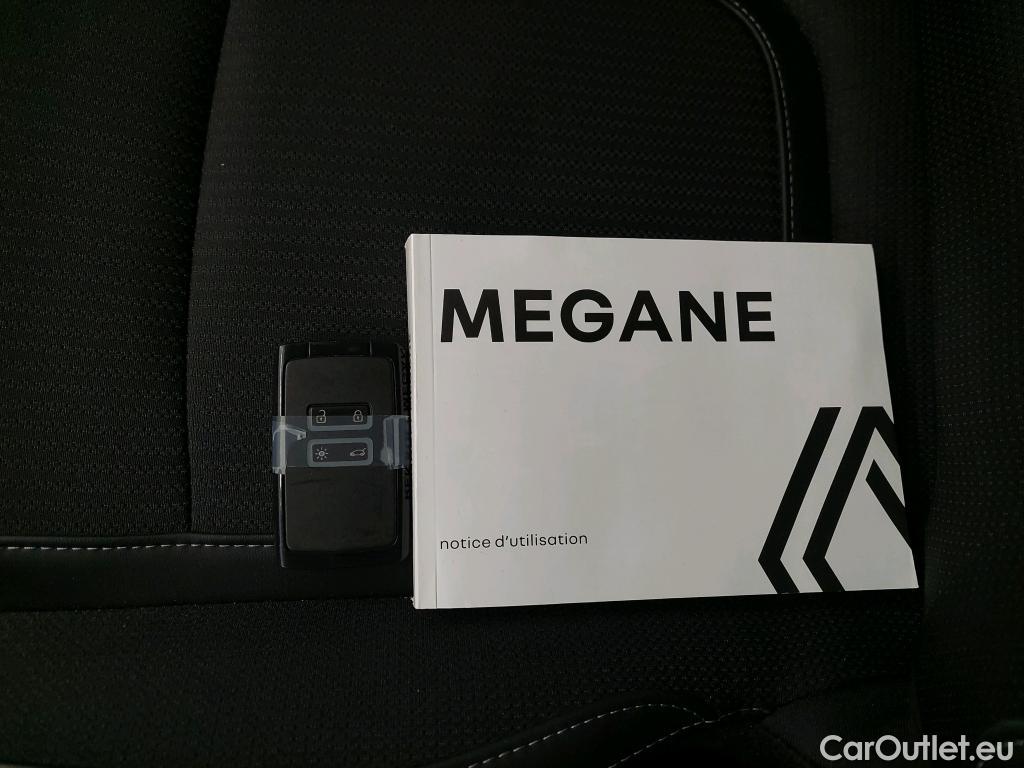 MEGANE
notice d'utilisation
CarOutlet.eu